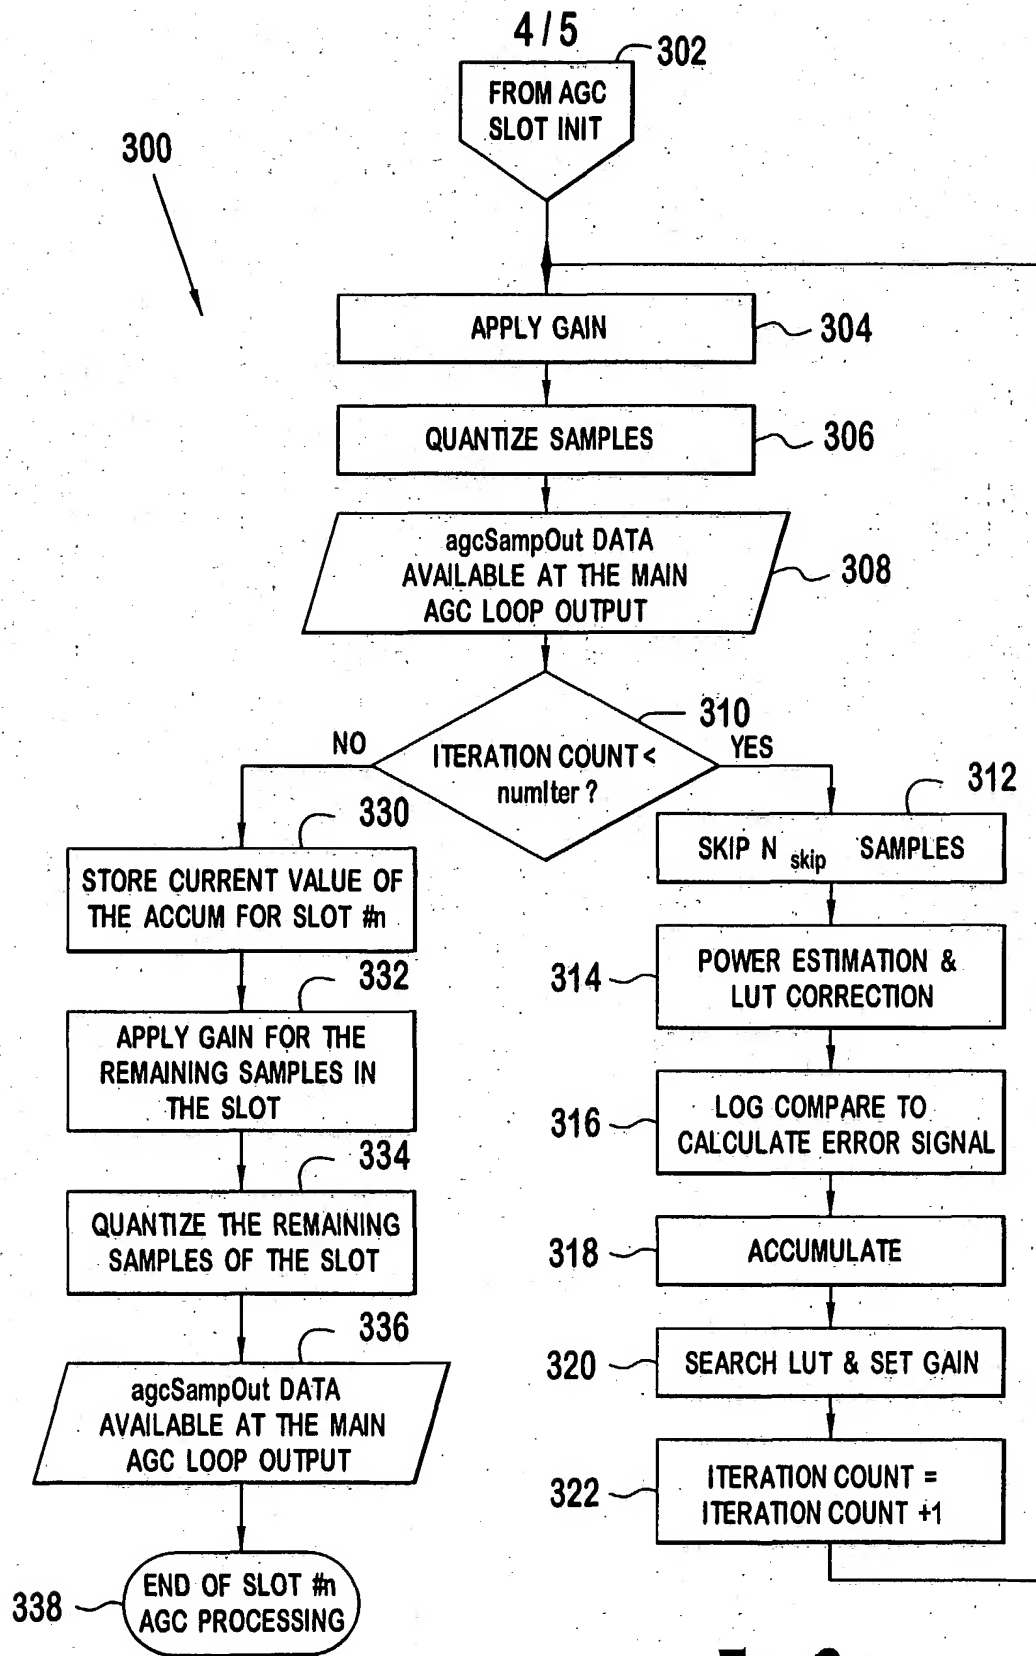 4 / 5
302
FROM AGC
SLOT INIT
300
APPLY GAIN
304
QUANTIZE SAMPLES
306
agcSampOut DATA
AVAILABLE AT THE MAIN
AGC LOOP OUTPUT
308
310
NO
ITERATION COUNT <
numIter ?
YES
330
STORE CURRENT VALUE OF
THE ACCUM FOR SLOT #n
332
APPLY GAIN FOR THE
REMAINING SAMPLES IN
THE SLOT
334
QUANTIZE THE REMAINING
SAMPLES OF THE SLOT
336
agcSampOut DATA
AVAILABLE AT THE MAIN
AGC LOOP OUTPUT
338
END OF SLOT #n
AGC PROCESSING
312
SKIP N skip SAMPLES
314
POWER ESTIMATION &
LUT CORRECTION
316
LOG COMPARE TO
CALCULATE ERROR SIGNAL
318
ACCUMULATE
320
SEARCH LUT & SET GAIN
322
ITERATION COUNT =
ITERATION COUNT +1